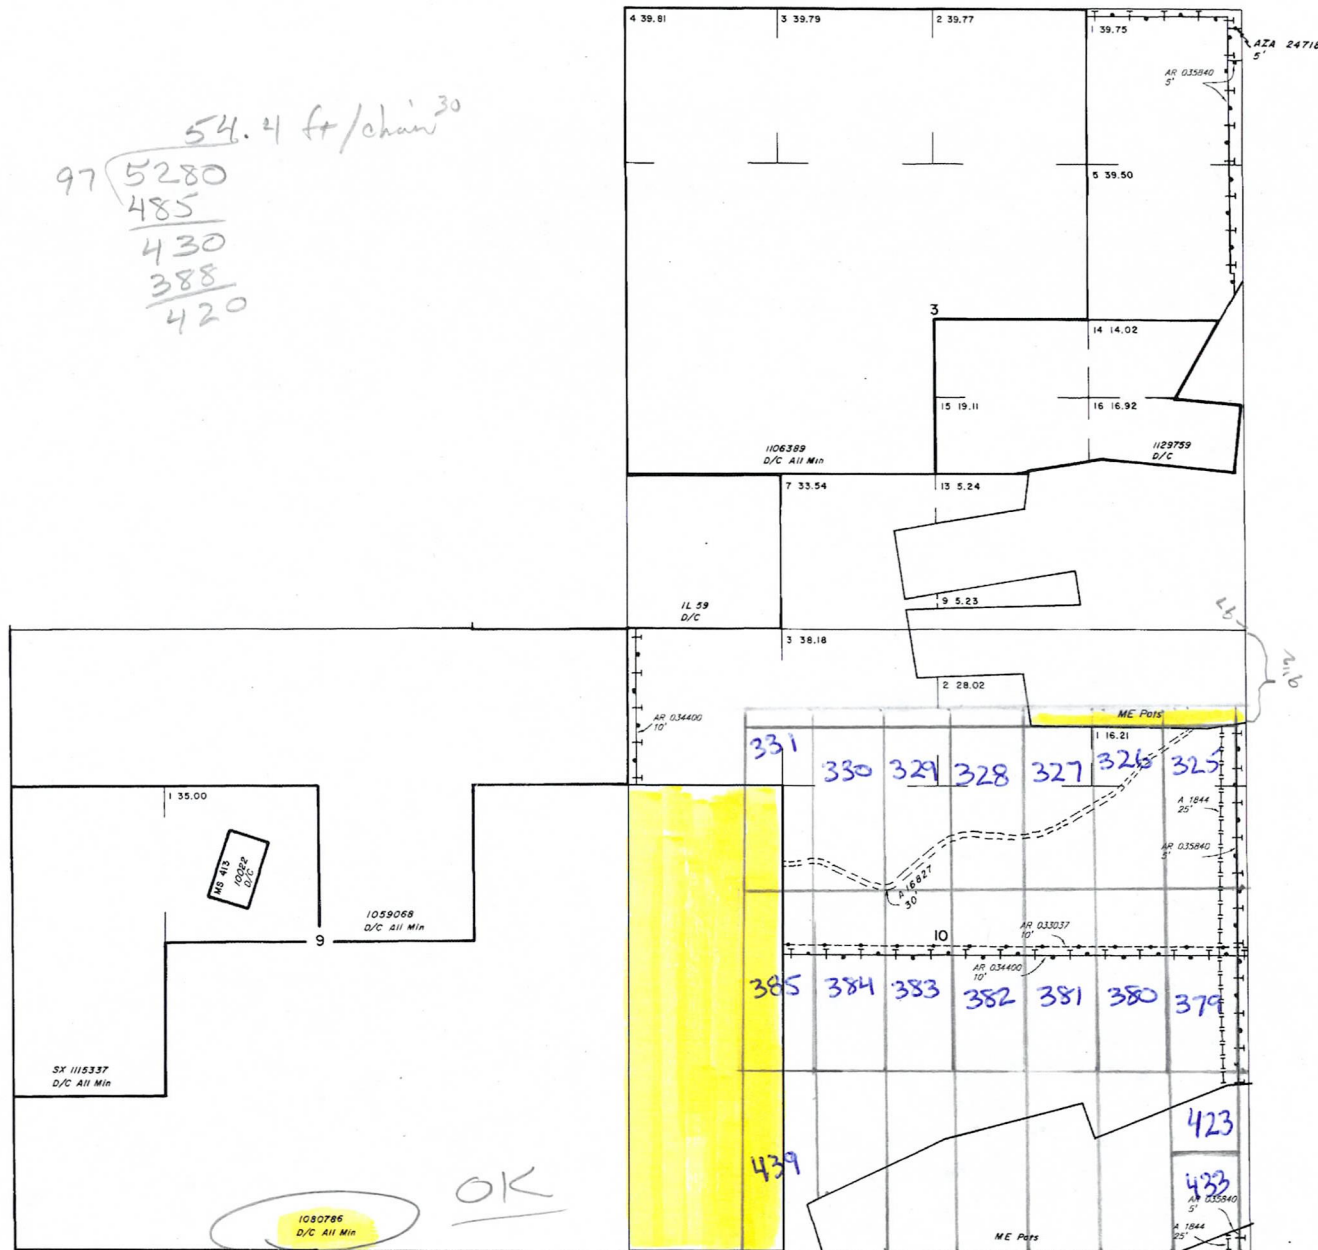 4 39.81
3 39.79
2 39.77
1 39.75
AZA 24718
5'
AR 035840
5'
54.4 ft/chain 30
97 5280
485
430
388
420
5 39.50
3
14 14.02
15 19.11
16 16.92
1106389
D/C All Min
1129759
D/C
7 33.54
13 5.24
IL 59
D/C
9 5.23
3 38.18
2 28.02
AR 034400
10'
ME Pats
1 16.21
331
330
329
328
327
326
325
1 35.00
A 1844
25'
AR 035840
5'
MS 413
10022
D/C
A 16827
30'
1059068
D/C All Min
9
10
AR 033037
10'
AR 034400
10'
385
384
383
382
381
380
379
SX 1115337
D/C All Min
423
439
433
OK
AR 035840
5'
1080786
D/C All Min
ME Pats
A 1844
25'